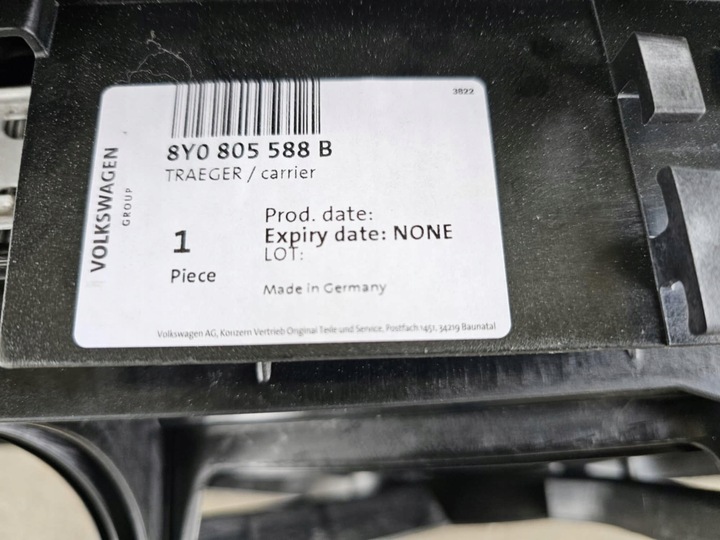 3822
8Y0 805 588 B
TRAEGER / carrier
VOLKSWAGEN
GROUP
Prod. date:
1
Expiry date: NONE
LOT:
Piece
Made in Germany
Volkswagen AG, Konzern Vertrieb Original Teile und Service, Postfach 1451, 34219 Baunatal